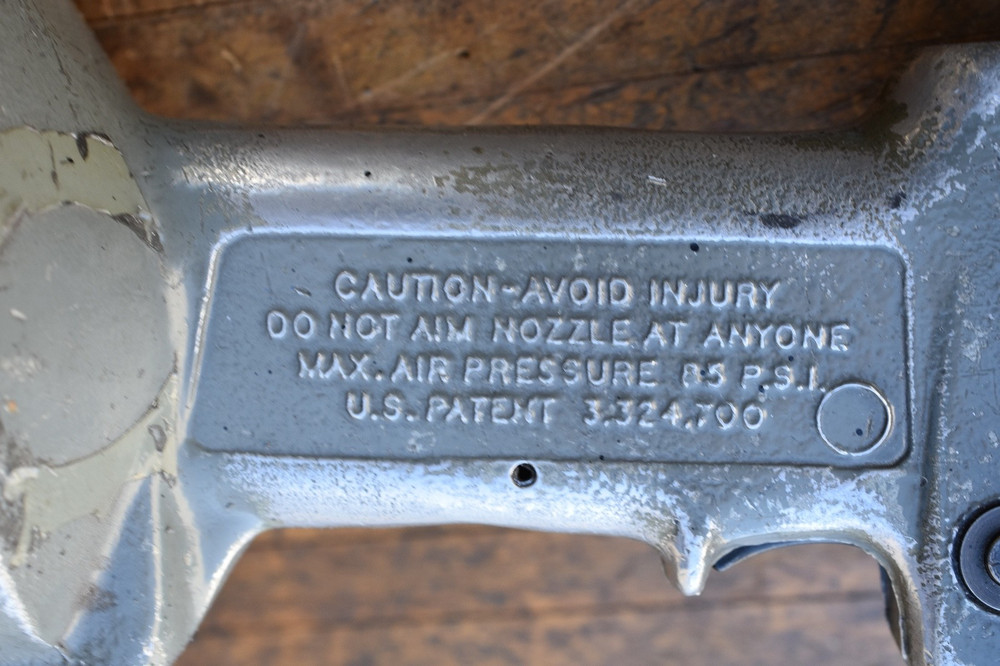 CAUTION-AVOID INJURY
DO NOT AIM NOZZLE AT ANYONE
MAX. AIR PRESSURE 85 P.S.I.
U.S. PATENT 3,324,700